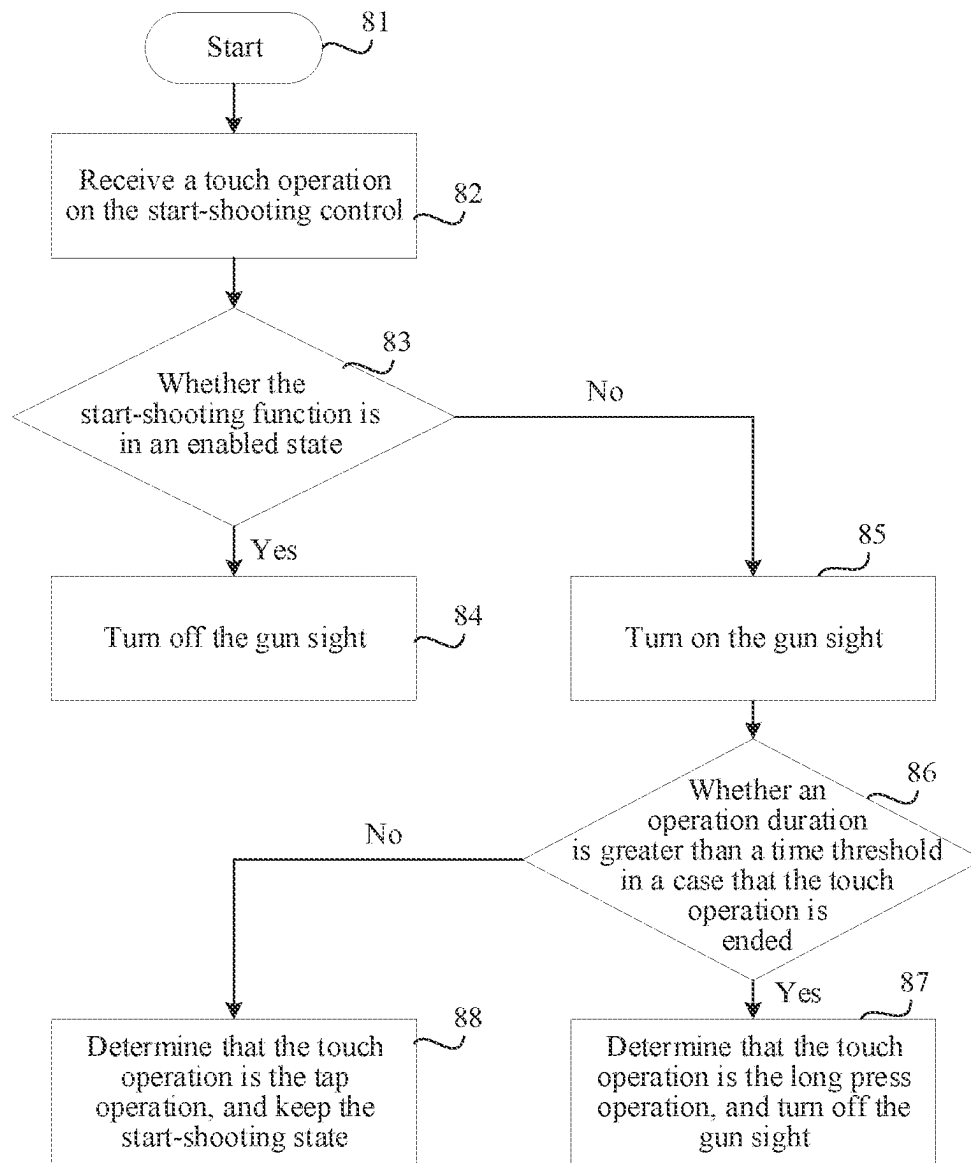 Start
81
Receive a touch operation
on the start-shooting control
82
83
Whether the
start-shooting function is
in an enabled state
No
Yes
85
Turn off the gun sight
84
Turn on the gun sight
86
Whether an
operation duration
is greater than a time threshold
in a case that the touch
operation is
ended
No
Yes
87
88
Determine that the touch
operation is the tap
operation, and keep the
start-shooting state
Determine that the touch
operation is the long press
operation, and turn off the
gun sight